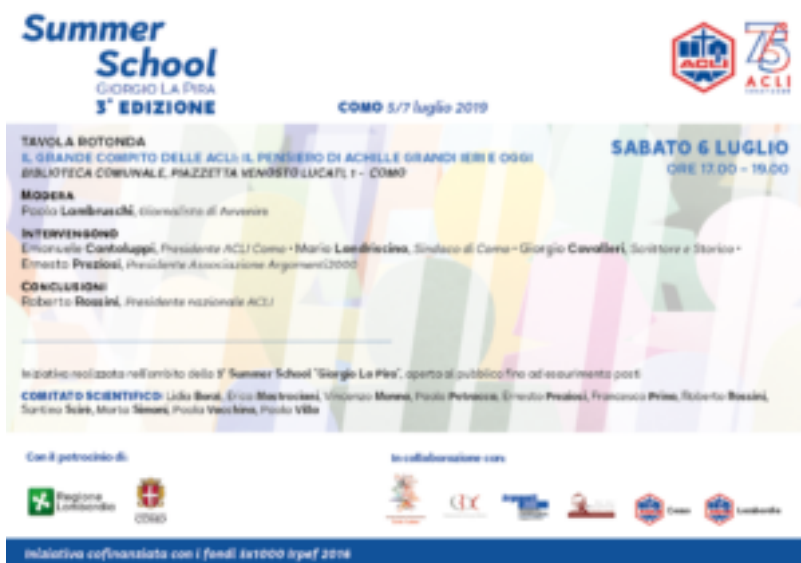 Summer
School
GIORGIO LA PIRA
3° EDIZIONE
COMO 5/7 luglio 2019
ACLI
75
ACLI
TAVOLA ROTONDA
IL GRANDE COMPITO DELLE ACLI: IL PENSIERO DI ACHILLE GRANDI IERI E OGGI
BIBLIOTECA COMUNALE, PIAZZETTA VENOSTO LUCATI, 1 - COMO
SABATO 6 LUGLIO
ORE 17.00 - 19.00
MODERA
Paolo Lambruschi, Giornalista di Avvenire
INTERVENGONO
Emanuele Cantaluppi, Presidente ACLI Como • Mario Landriscina, Sindaco di Como • Giorgio Cavalleri, Scrittore e Storico •
Ernesto Preziosi, Presidente Associazione Argomenti2000
CONCLUSIONI
Roberto Rossini, Presidente nazionale ACLI
Iniziativa realizzata nell'ambito della 3° Summer School "Giorgio La Pira", aperta al pubblico fino ad esaurimento posti
COMITATO SCIENTIFICO: Lidia Borzì, Erica Mastrociani, Vincenzo Menna, Paolo Petracca, Ernesto Preziosi, Francesco Prina, Roberto Rossini,
Santino Scirè, Marta Simoni, Paola Vacchina, Paola Villa
Con il patrocinio di:
In collaborazione con:
Regione
Lombardia
COMO
Como
Lombardia
Iniziativa cofinanziata con i fondi 5x1000 Irpef 2016